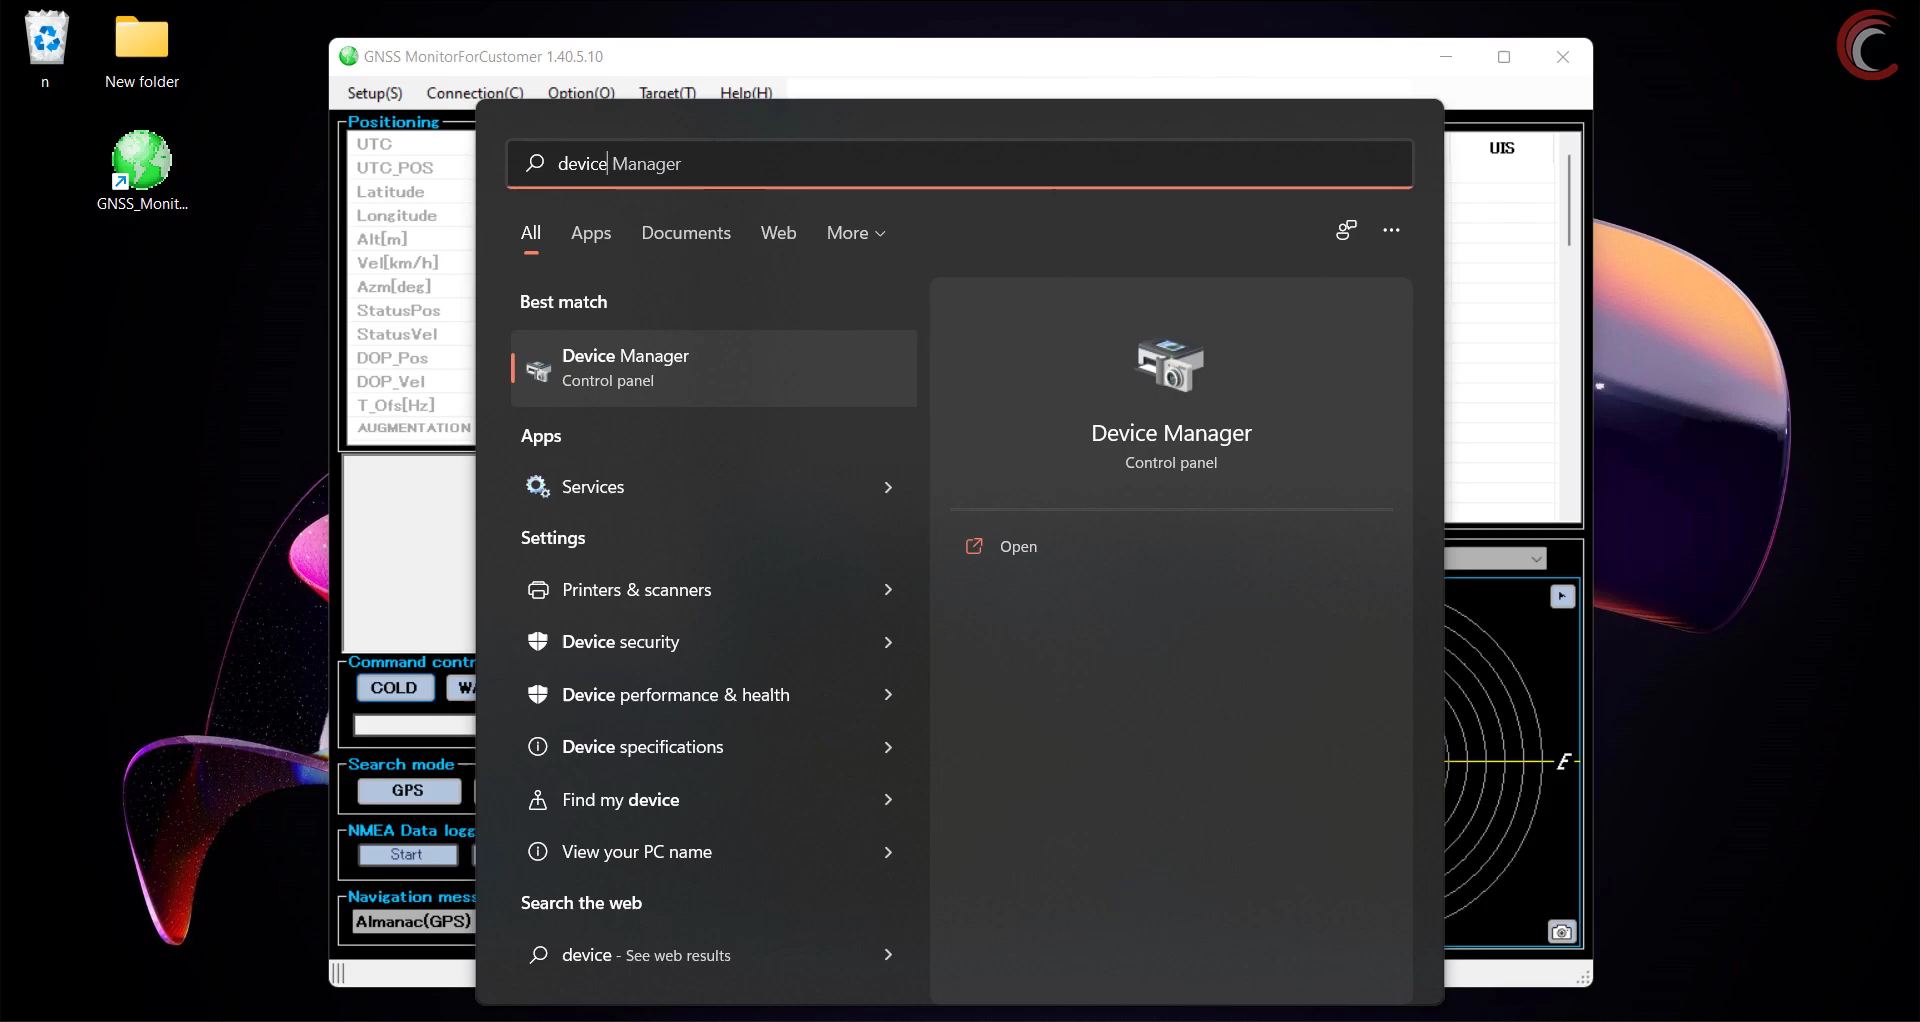 n
New folder
GNSS_Monit...
GNSS MonitorForCustomer 1.40.5.10
Setup(S) Connection(C) Option(O) Target(T) Help(H)
Positioning
UTC
UTC_POS
Latitude
Longitude
Alt[m]
Vel[km/h]
Azm[deg]
StatusPos
StatusVel
DOP_Pos
DOP_Vel
T_Ofs[Hz]
AUGMENTATION
Command contr
COLD
GPS
Search mode
NMEA Data logg
Start
Navigation mess
Almanac(GPS)
device Manager
All Apps Documents Web More
Best match
Device Manager
Control panel
Apps
Services
Settings
Printers & scanners
Device security
Device performance & health
Device specifications
Find my device
View your PC name
Search the web
device - See web results
Device Manager
Control panel
Open
UIS
E